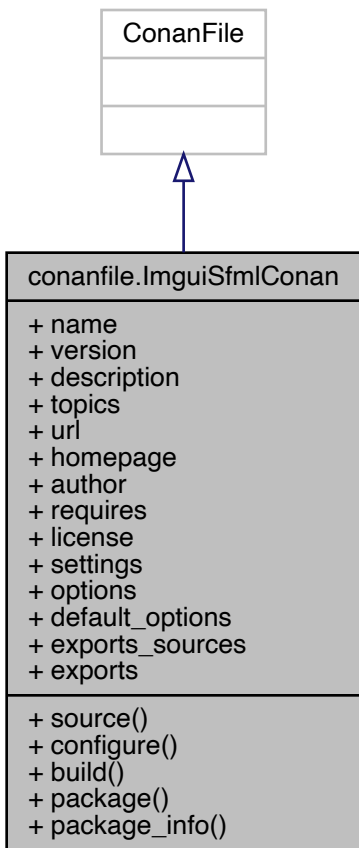 ConanFile
conanfile.ImguiSfmlConan
+ name
+ version
+ description
+ topics
+ url
+ homepage
+ author
+ requires
+ license
+ settings
+ options
+ default_options
+ exports_sources
+ exports
+ source()
+ configure()
+ build()
+ package()
+ package_info()